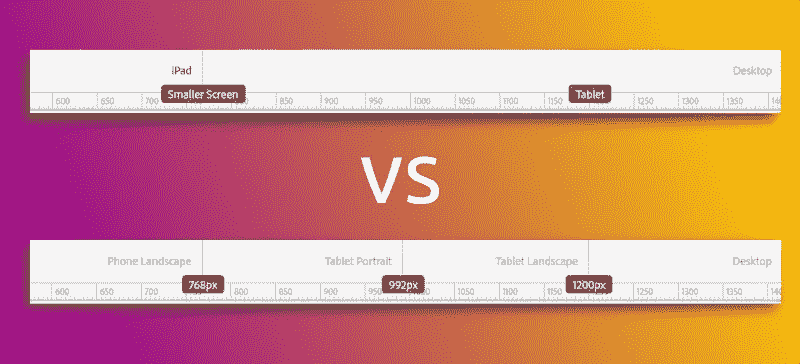 iPad Desktop
Smaller Screen Tablet
600 650 700 850 900 950 1000 1050 1100 1150 1250 1300 1350
VS
Phone Landscape Tablet Portrait Tablet Landscape Desktop
768px 992px 1200px
600 650 700 800 850 900 950 1000 1050 1100 1150 1250 1300 1350